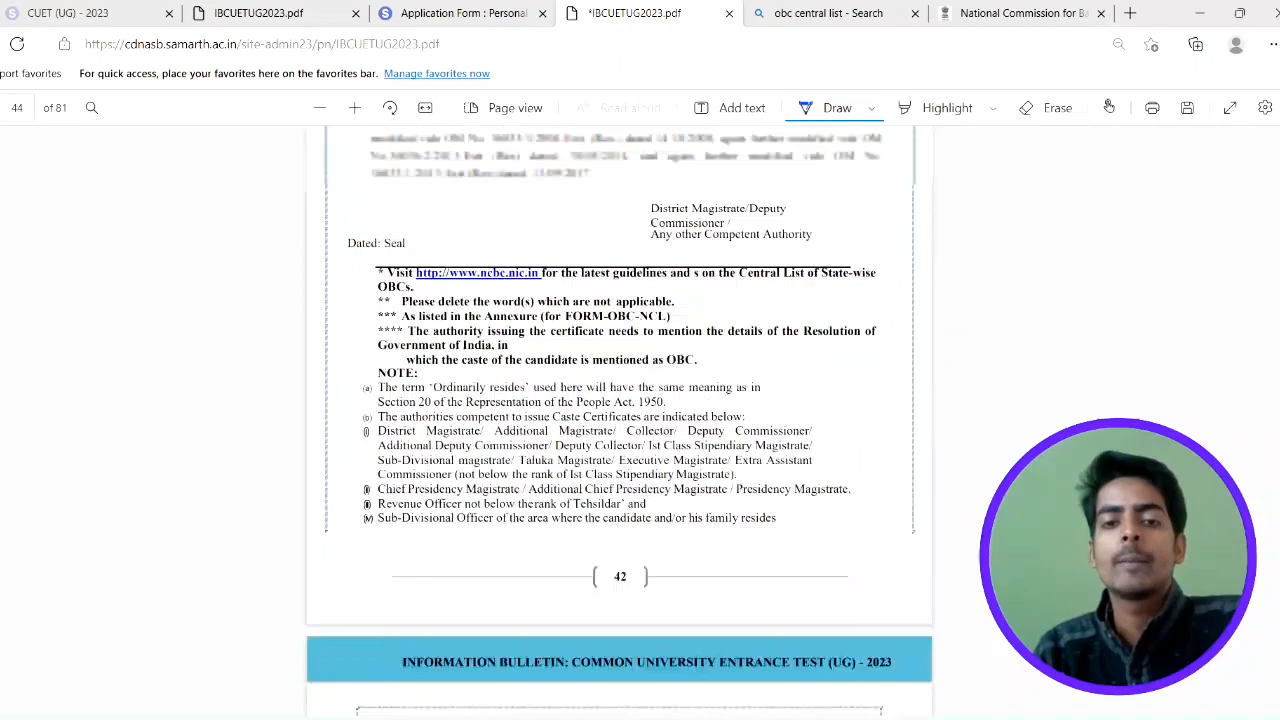 CUET (UG) - 2023
IBCUETUG2023.pdf
Application Form : Personal
*IBCUETUG2023.pdf
obc central list - Search
National Commission for Ba
https://cdnasb.samarth.ac.in/site-admin23/pn/IBCUETUG2023.pdf
port favorites
For quick access, place your favorites here on the favorites bar.
Manage favorites now
44
of 81
Page view
Read aloud
Add text
Draw
Highlight
Erase
District Magistrate/Deputy
Commissioner /
Any other Competent Authority
Dated: Seal
* Visit http://www.ncbc.nic.in for the latest guidelines and s on the Central List of State-wise
OBCs.
** Please delete the word(s) which are not applicable.
*** As listed in the Annexure (for FORM-OBC-NCL)
**** The authority issuing the certificate needs to mention the details of the Resolution of
Government of India, in
which the caste of the candidate is mentioned as OBC.
NOTE:
(a) The term 'Ordinarily resides' used here will have the same meaning as in
Section 20 of the Representation of the People Act, 1950.
(b) The authorities competent to issue Caste Certificates are indicated below:
(i) District Magistrate/ Additional Magistrate/ Collector/ Deputy Commissioner/
Additional Deputy Commissioner/ Deputy Collector/ Ist Class Stipendiary Magistrate/
Sub-Divisional magistrate/ Taluka Magistrate/ Executive Magistrate/ Extra Assistant
Commissioner (not below the rank of Ist Class Stipendiary Magistrate).
Chief Presidency Magistrate / Additional Chief Presidency Magistrate / Presidency Magistrate.
Revenue Officer not below the rank of Tehsildar' and
Sub-Divisional Officer of the area where the candidate and/or his family resides
42
INFORMATION BULLETIN: COMMON UNIVERSITY ENTRANCE TEST (UG) - 2023